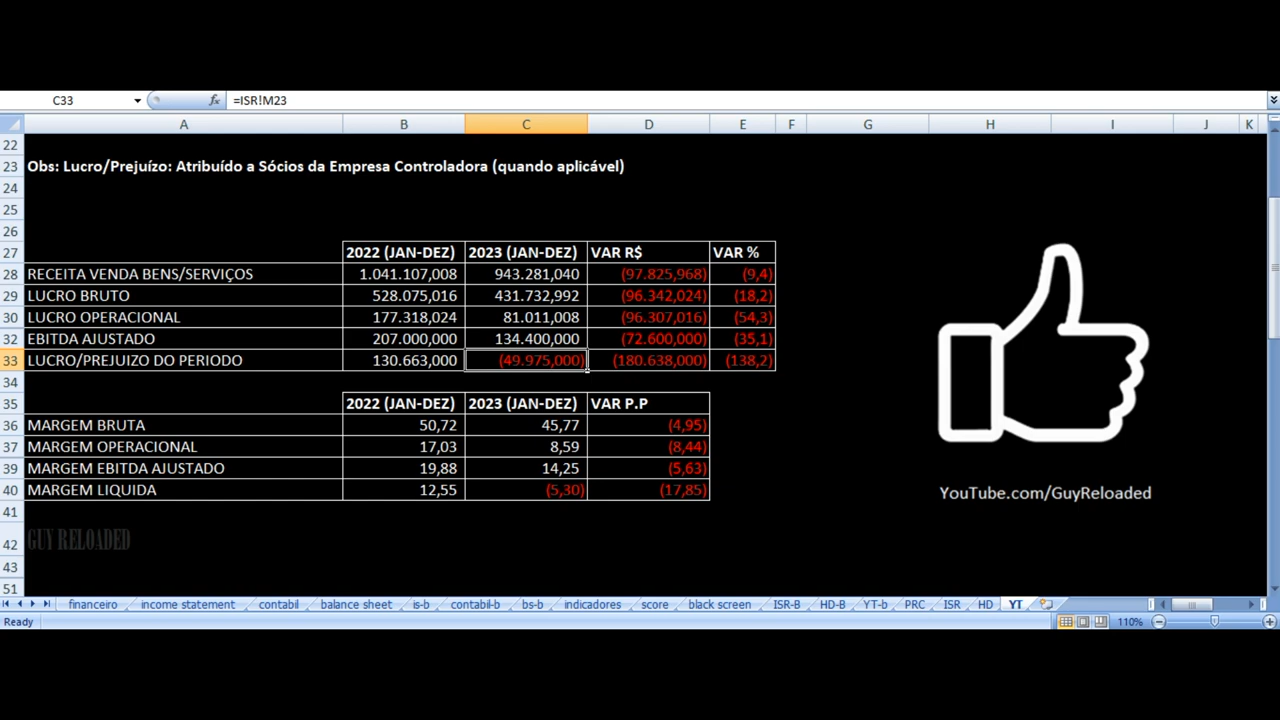 C33 fx =ISR!M23
A B C D E F G H I J K
22
23 Obs: Lucro/Prejuízo: Atribuído a Sócios da Empresa Controladora (quando aplicável)
24
25
26
27 2022 (JAN-DEZ) 2023 (JAN-DEZ) VAR R$ VAR %
28 RECEITA VENDA BENS/SERVIÇOS 1.041.107,008 943.281,040 (97.825,968) (9,4)
29 LUCRO BRUTO 528.075,016 431.732,992 (96.342,024) (18,2)
30 LUCRO OPERACIONAL 177.318,024 81.011,008 (96.307,016) (54,3)
32 EBITDA AJUSTADO 207.000,000 134.400,000 (72.600,000) (35,1)
33 LUCRO/PREJUIZO DO PERIODO 130.663,000 (49.975,000) (180.638,000) (138,2)
34
35 2022 (JAN-DEZ) 2023 (JAN-DEZ) VAR P.P
36 MARGEM BRUTA 50,72 45,77 (4,95)
37 MARGEM OPERACIONAL 17,03 8,59 (8,44)
39 MARGEM EBITDA AJUSTADO 19,88 14,25 (5,63)
40 MARGEM LIQUIDA 12,55 (5,30) (17,85)
YouTube.com/GuyReloaded
41
42 GUY RELOADED
43
51
financeiro income statement contabil balance sheet is-b contabil-b bs-b indicadores score black screen ISR-B HD-B YT-b PRC ISR HD YT
Ready 110%